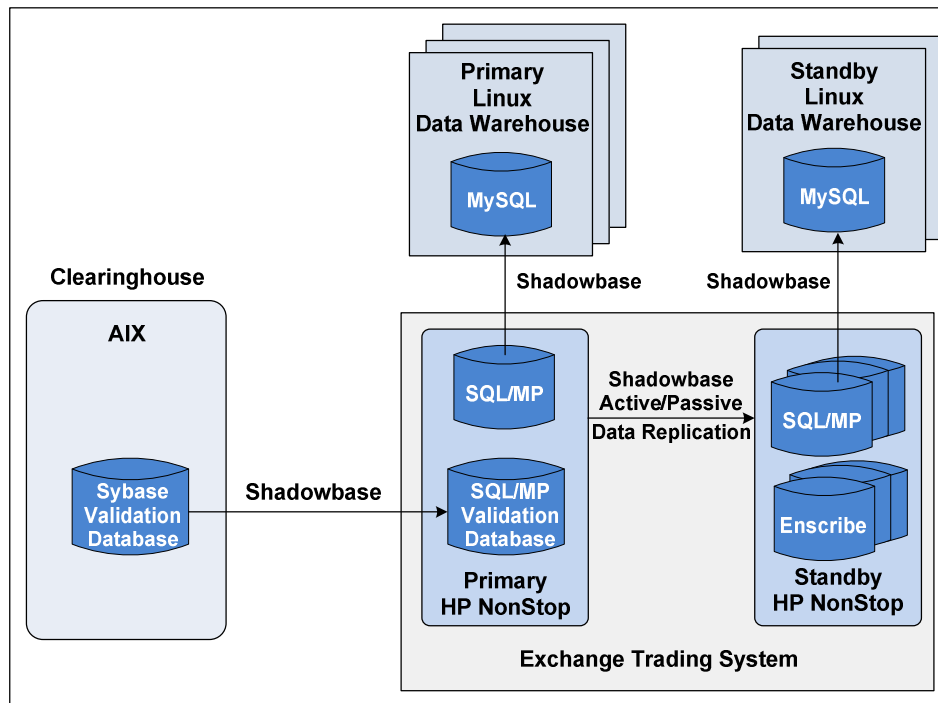 Primary
Linux
Data Warehouse
MySQL
Standby
Linux
Data Warehouse
MySQL
Shadowbase
Shadowbase
Clearinghouse
AIX
Sybase
Validation
Database
Shadowbase
SQL/MP
SQL/MP
Validation
Database
Primary
HP NonStop
Shadowbase
Active/Passive
Data Replication
SQL/MP
Enscribe
Standby
HP NonStop
Exchange Trading System